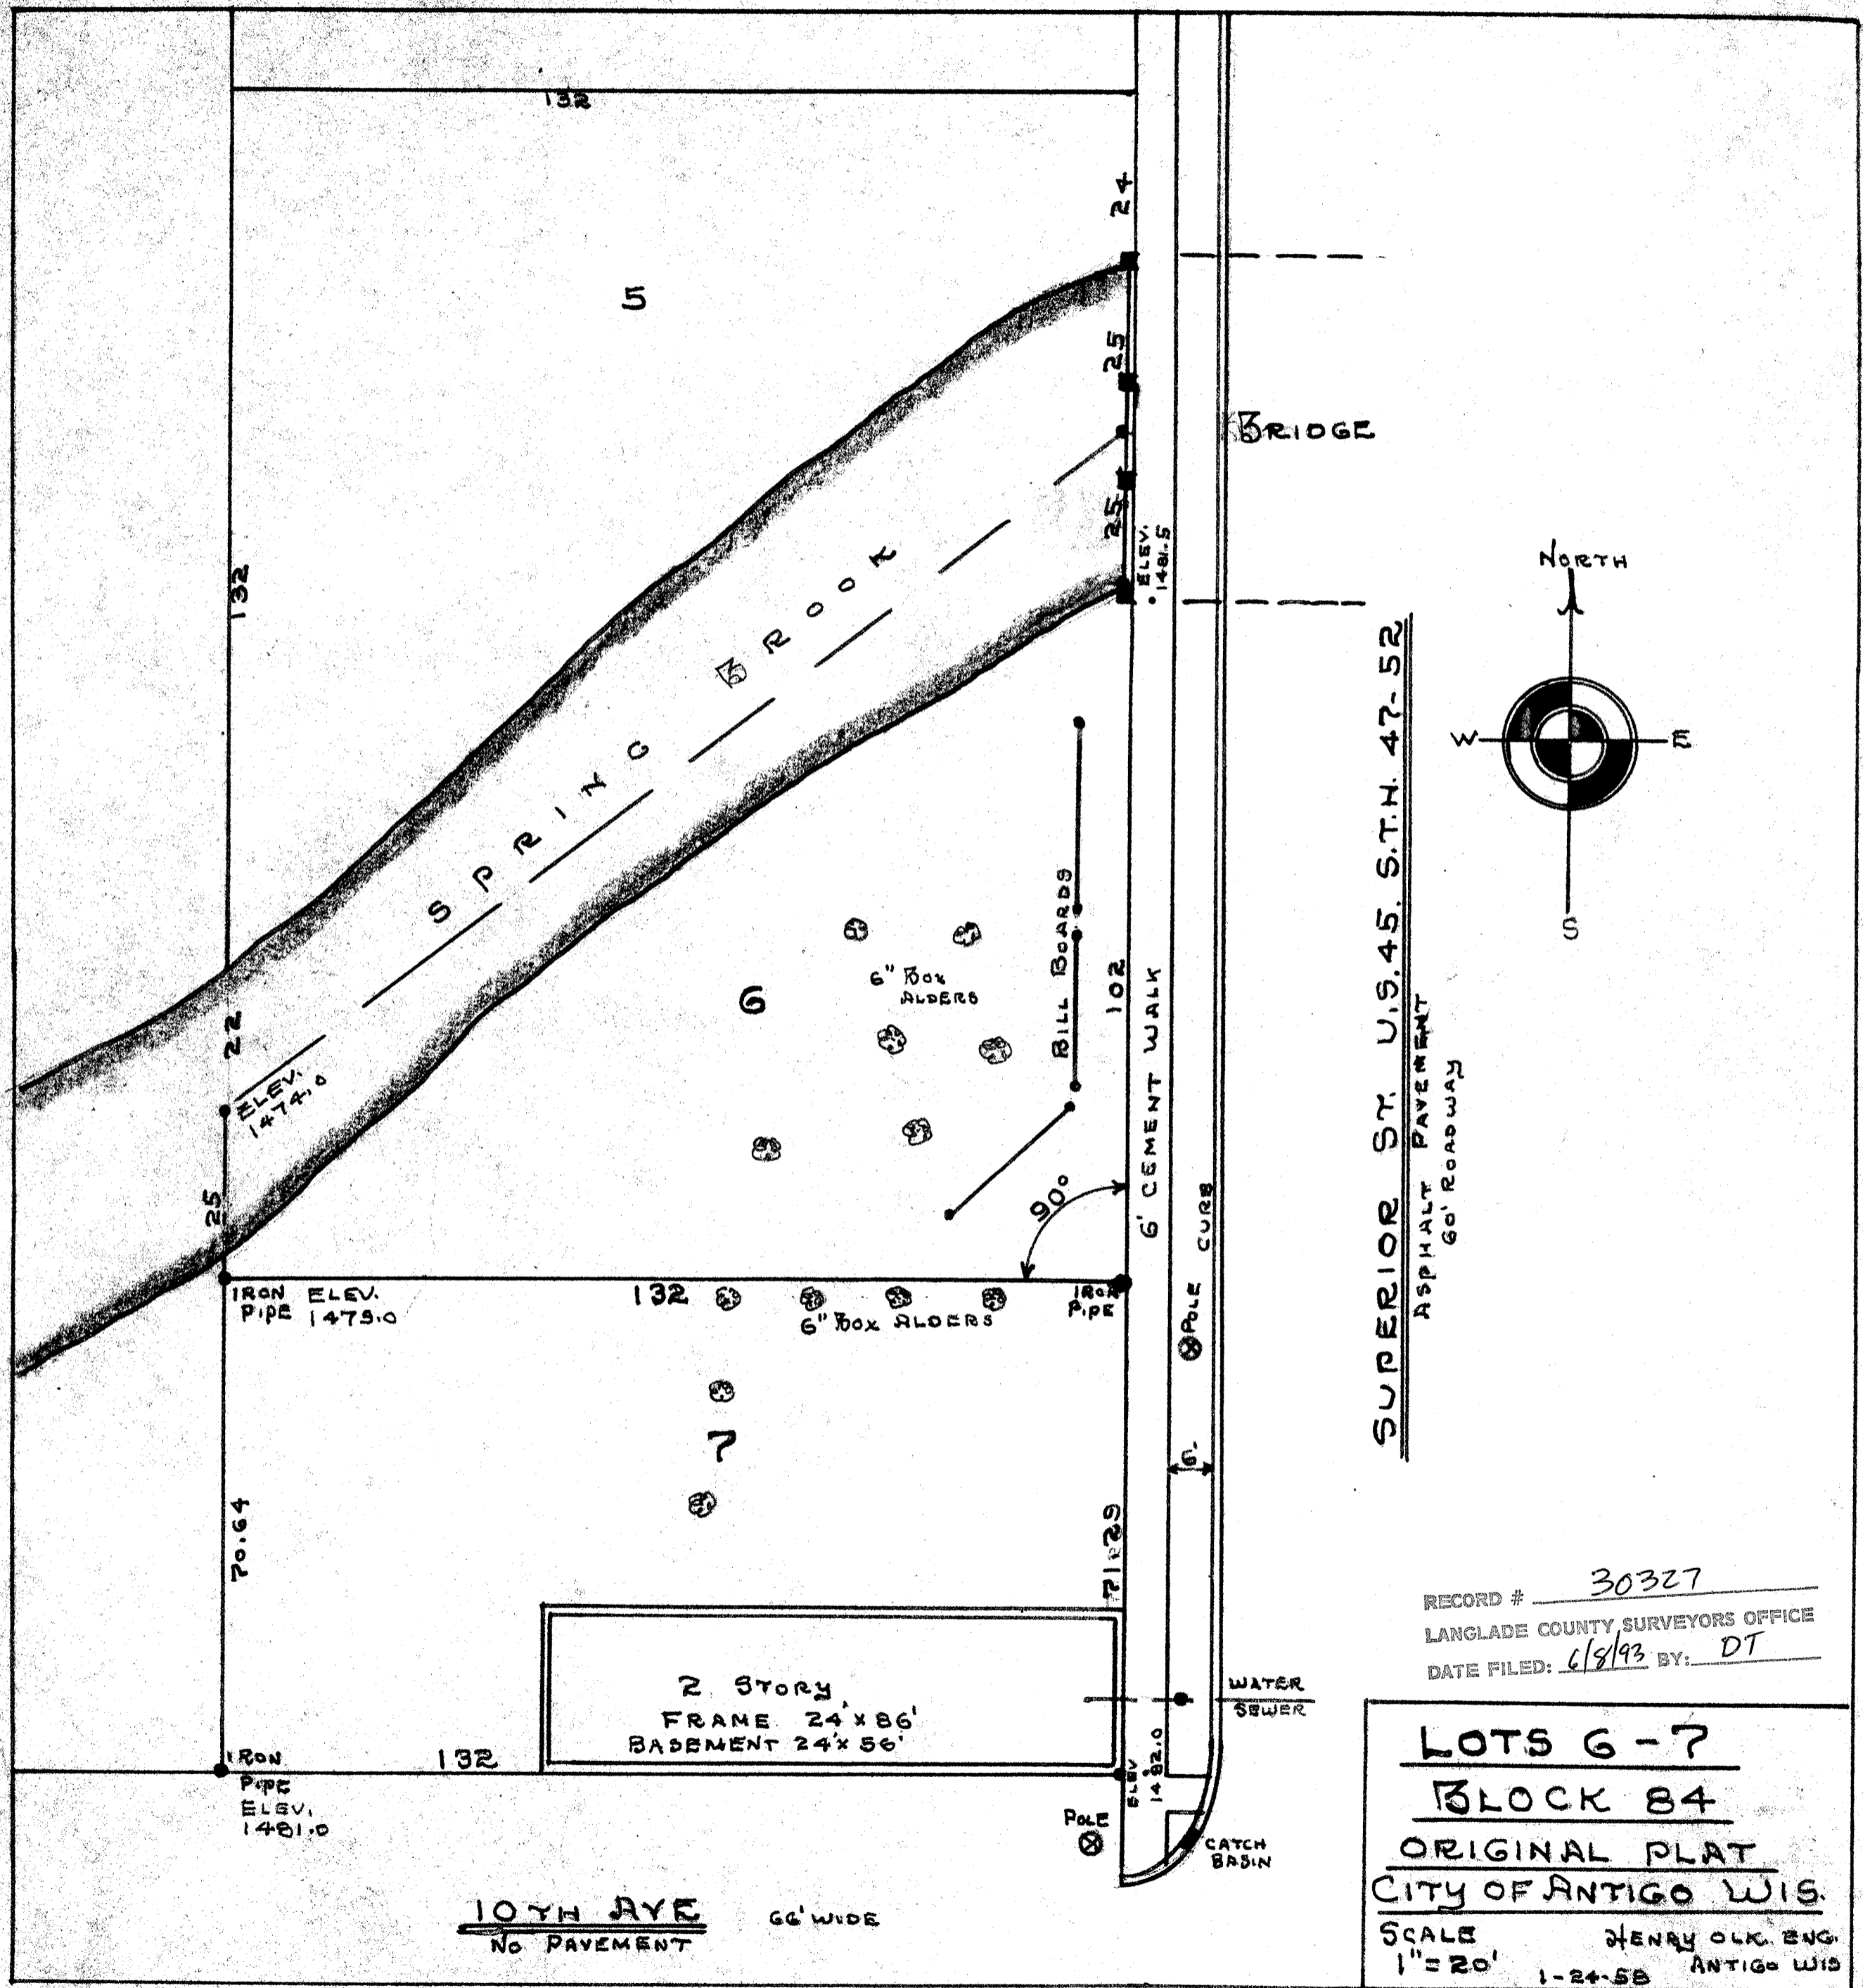 132
24
5
25
BRIDGE
25
ELEV.
1481.5
132
NORTH
W
E
S
SPRING BROOK
SUPERIOR ST. U.S.45. S.T.H. 47-52
ASPHALT PAVEMENT
60' ROADWAY
BILL BOARDS
6" BOX
ALDERS
6
102
6' CEMENT WALK
22
ELEV.
1474.0
25
90°
CURB
IRON ELEV.
PIPE 1479.0
132
6" BOX ALDERS
IRON
PIPE
POLE
7
6'
70.64
71.29
RECORD # 30327
LANGLADE COUNTY SURVEYORS OFFICE
DATE FILED: 6/8/93 BY: DT
2 STORY
FRAME 24' X 86'
BASEMENT 24' X 56'
WATER
SEWER
IRON
PIPE
ELEV.
1481.0
132
ELEV
1482.0
POLE
CATCH
BASIN
10TH AVE 66' WIDE
NO PAVEMENT
LOTS 6-7
BLOCK 84
ORIGINAL PLAT
CITY OF ANTIGO WIS.
SCALE
1"=20'
HENRY OLK. ENG.
ANTIGO WIS
1-24-58